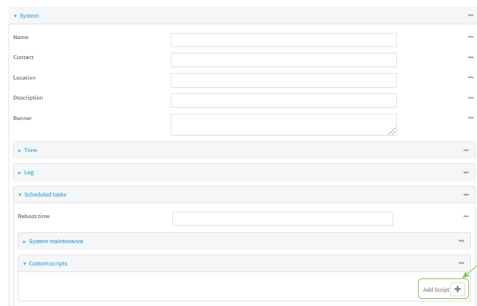 System
Name
Contact
Location
Description
Banner
Time
Log
Scheduled tasks
Reboot time
System maintenance
Custom scripts
Add Script